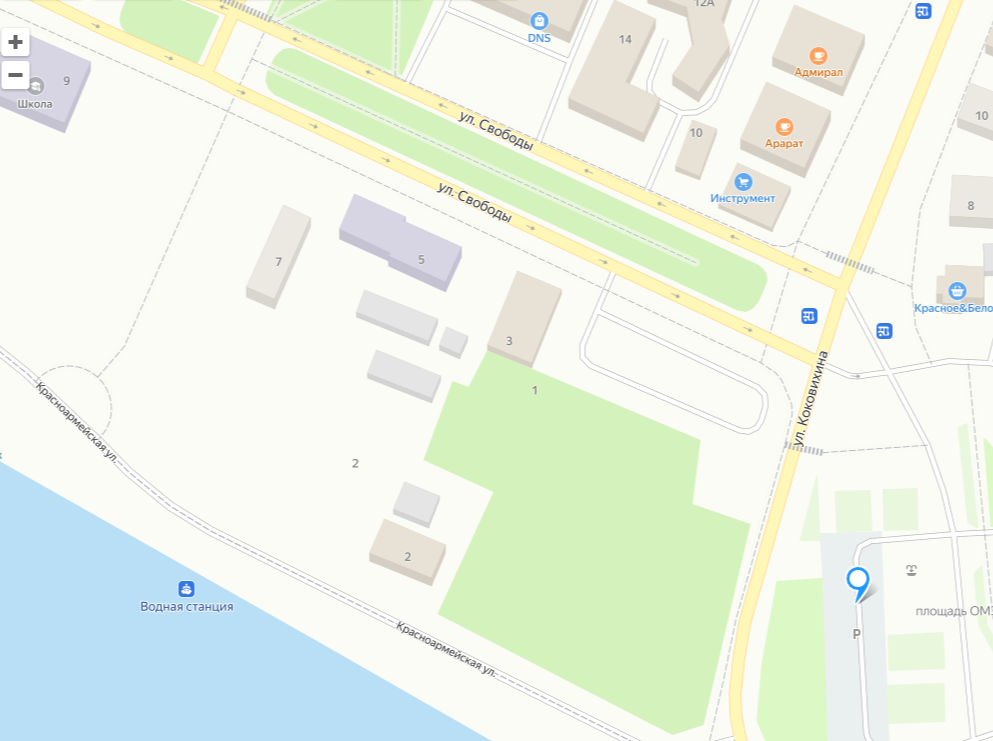 12А
DNS
14
Адмирал
9
Школа
ул. Свободы
10
Арарат
10
ул. Свободы
Инструмент
8
5
7
Красное&Бело
3
1
ул. Коковихина
Красноармейская ул.
2
2
Водная станция
площадь ОМЗ
P
Красноармейская ул.